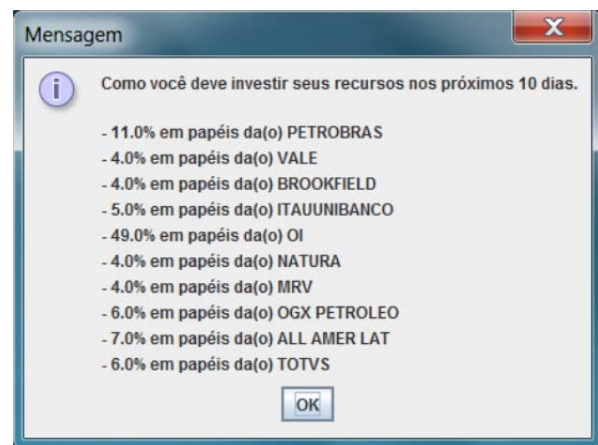 Mensagem
X
i
Como você deve investir seus recursos nos próximos 10 dias.
- 11.0% em papéis da(o) PETROBRAS
- 4.0% em papéis da(o) VALE
- 4.0% em papéis da(o) BROOKFIELD
- 5.0% em papéis da(o) ITAUUNIBANCO
- 49.0% em papéis da(o) OI
- 4.0% em papéis da(o) NATURA
- 4.0% em papéis da(o) MRV
- 6.0% em papéis da(o) OGX PETROLEO
- 7.0% em papéis da(o) ALL AMER LAT
- 6.0% em papéis da(o) TOTVS
OK